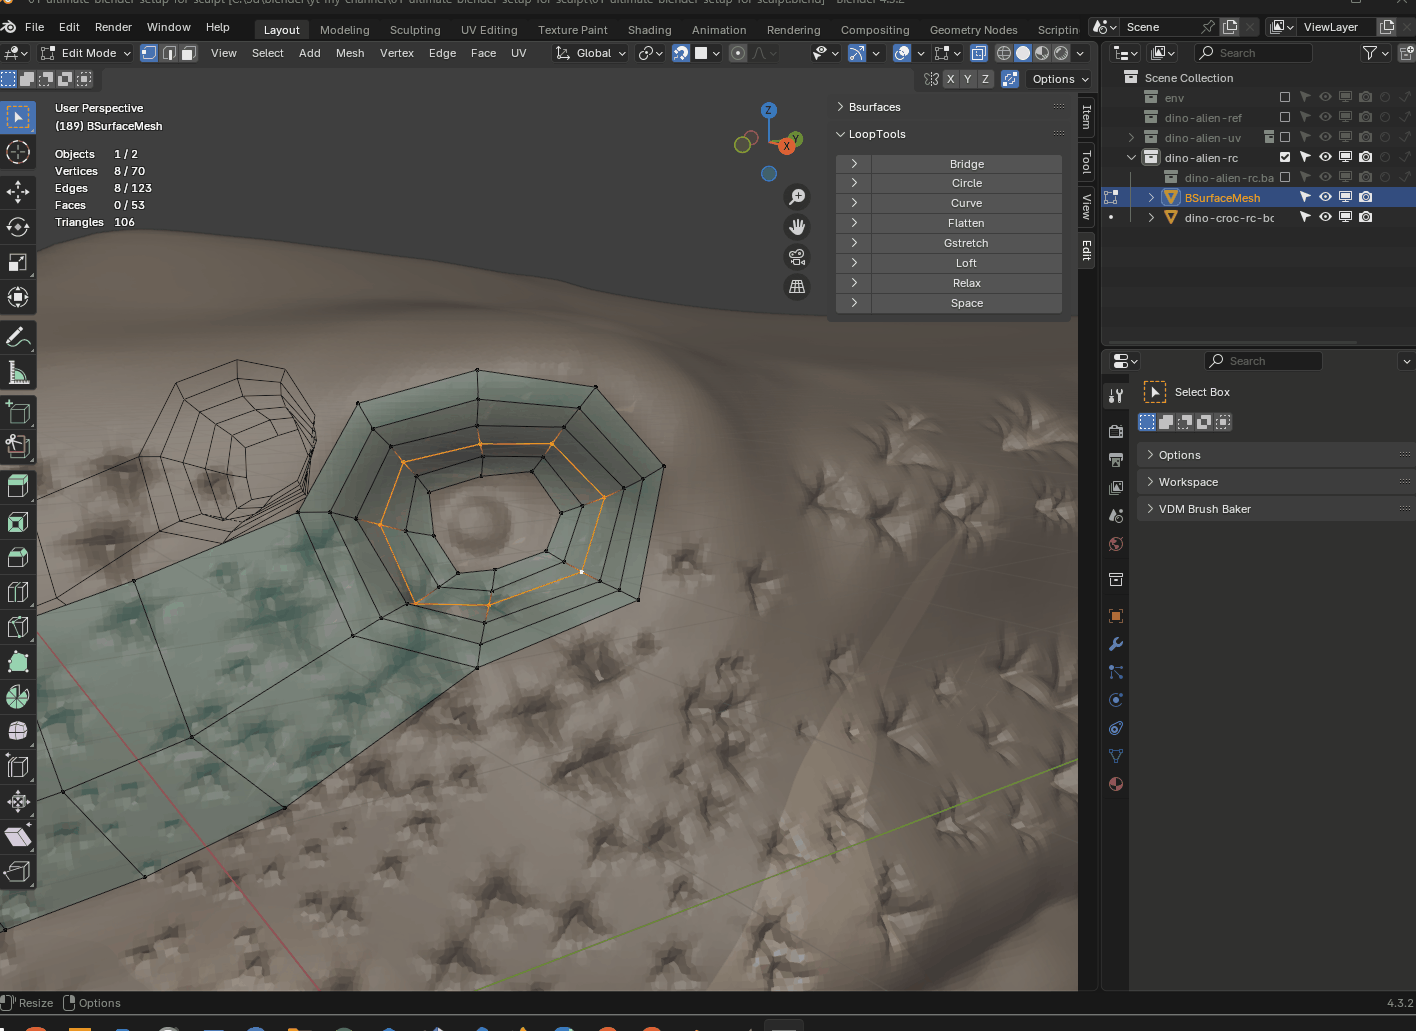 File Edit Render Window Help Layout Modeling Sculpting UV Editing Texture Paint Shading Animation Rendering Compositing Geometry Nodes Scriptin Scene ViewLayer
Edit Mode View Select Add Mesh Vertex Edge Face UV Global Search
X Y Z Options
User Perspective
(189) BSurfaceMesh
Objects 1 / 2
Vertices 8 / 70
Edges 8 / 123
Faces 0 / 53
Triangles 106
Z
Y
X
Bsurfaces
LoopTools
Bridge
Circle
Curve
Flatten
Gstretch
Loft
Relax
Space
Item
Tool
View
Edit
Scene Collection
env
dino-alien-ref
dino-alien-uv
dino-alien-rc
dino-alien-rc.ba
BSurfaceMesh
dino-croc-rc-bc
Search
Select Box
Options
Workspace
VDM Brush Baker
Resize Options
4.3.2